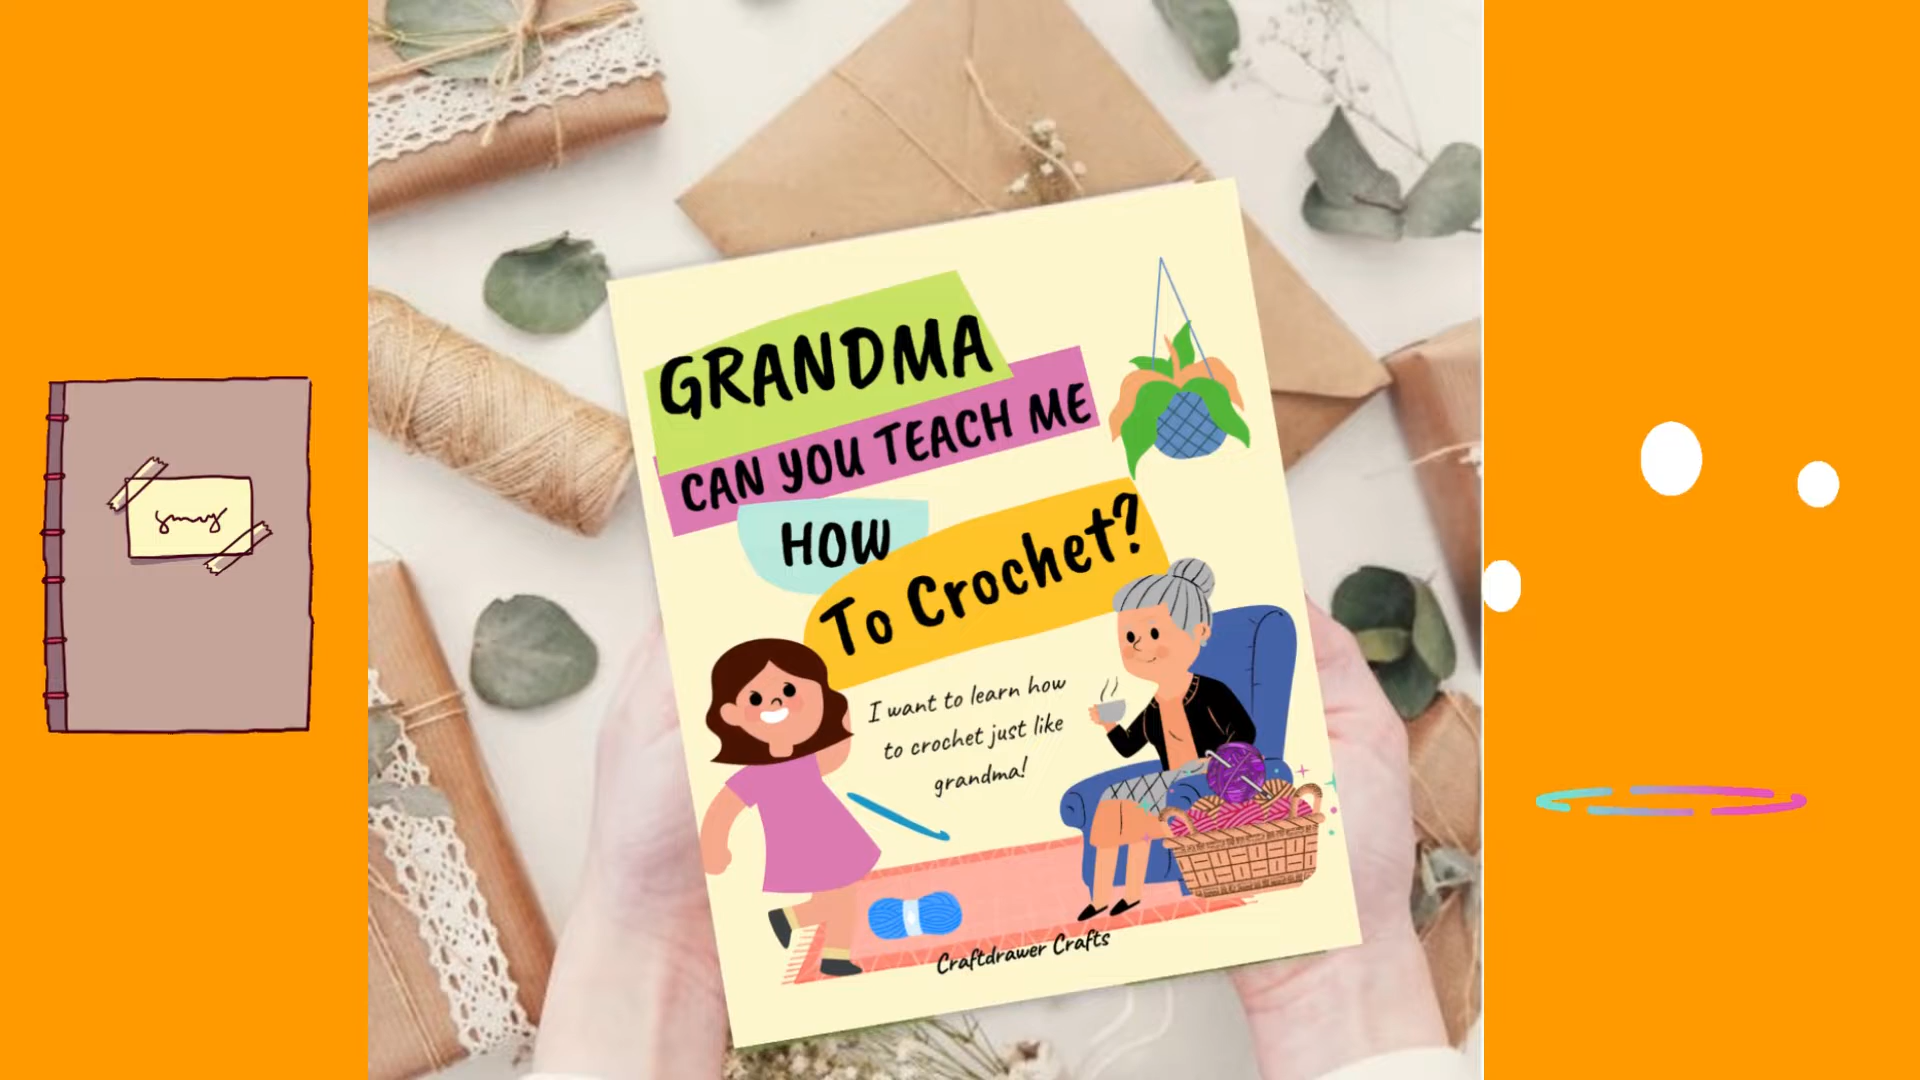 GRANDMA
CAN YOU TEACH ME
HOW
To Crochet?
I want to learn how
to crochet just like
grandma!
Craftdrawer Crafts